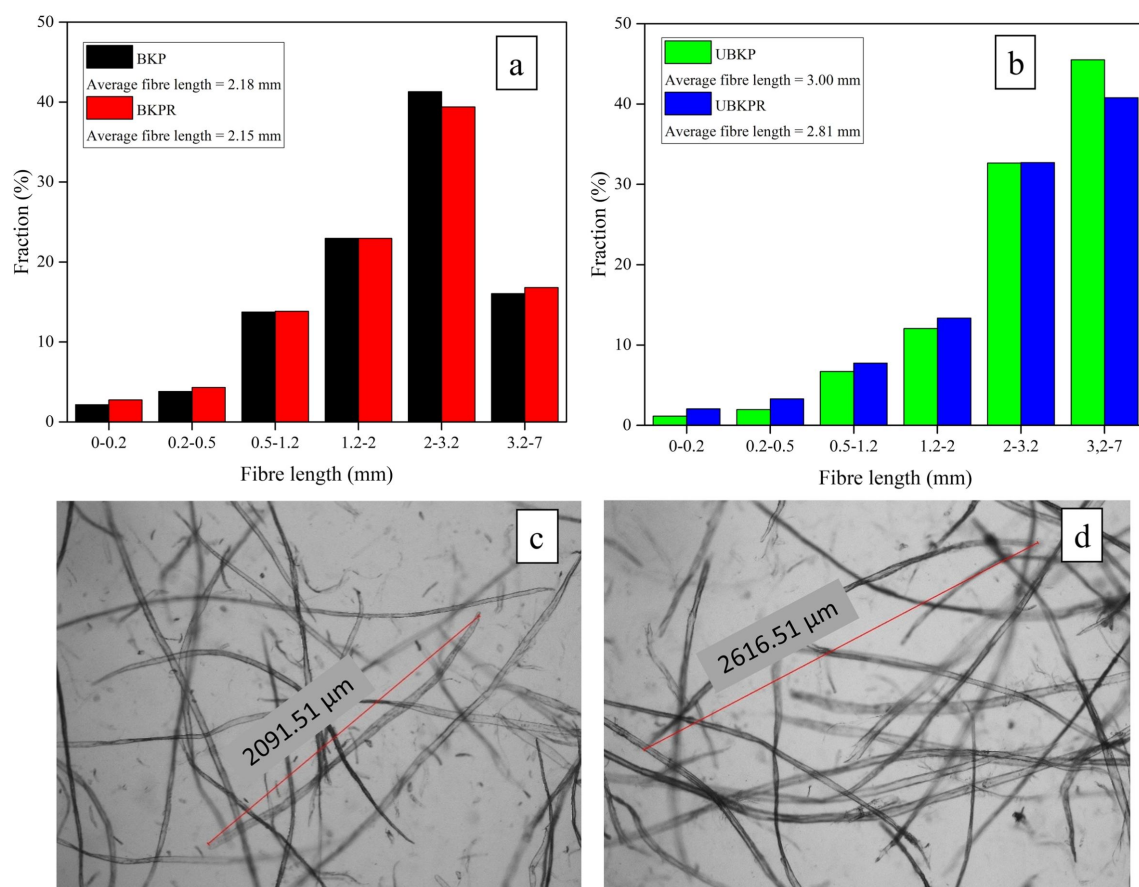 a
BKP
Average fibre length = 2.18 mm
BKPR
Average fibre length = 2.15 mm
Fraction (%)
50
40
30
20
10
0
0-0.2 0.2-0.5 0.5-1.2 1.2-2 2-3.2 3.2-7
Fibre length (mm)
b
UBKP
Average fibre length = 3.00 mm
UBKPR
Average fibre length = 2.81 mm
Fraction (%)
50
40
30
20
10
0
0-0.2 0.2-0.5 0.5-1.2 1.2-2 2-3.2 3,2-7
Fibre length (mm)
c
2091.51 µm
d
2616.51 µm